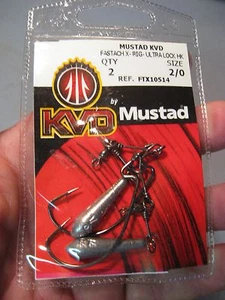 MUSTAD KVD
FASTACH X-RIG-ULTRA LOCK HK
QTY SIZE
2 2/0
REF. FTX10514
KVD by Mustad